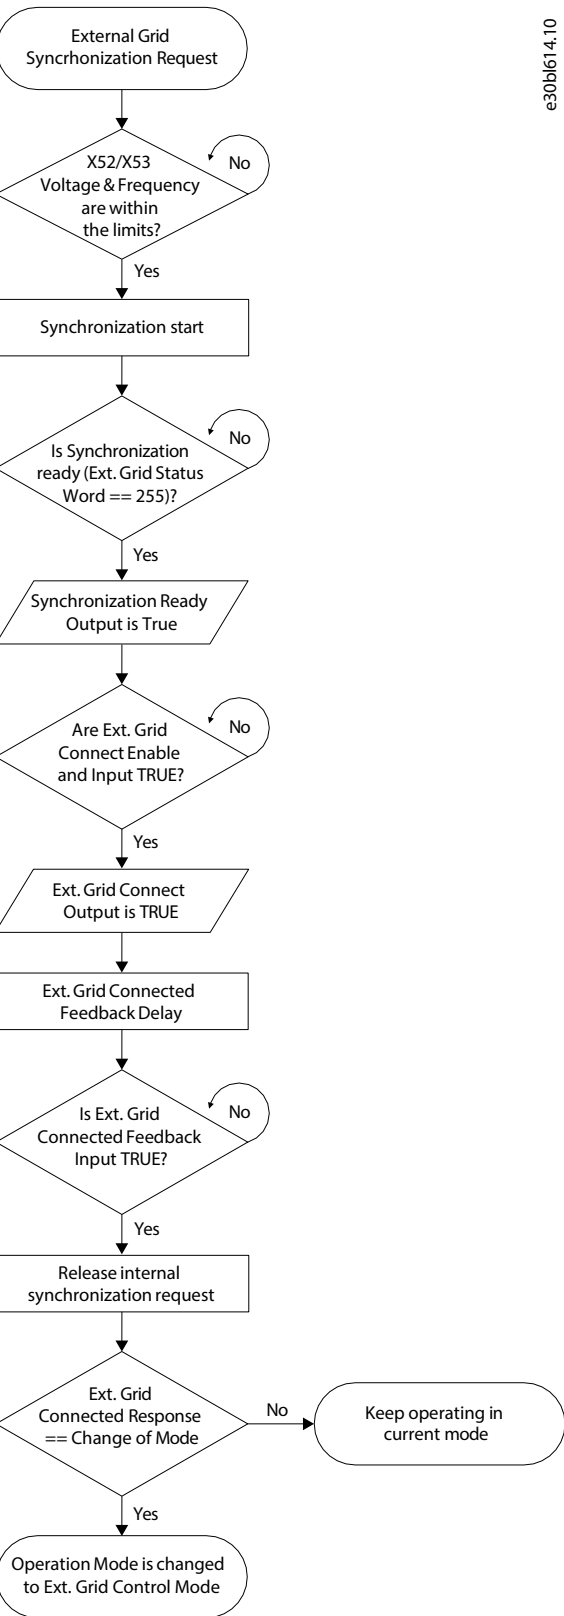 External Grid
Syncrhonization Request
e30bl614.10
X52/X53
Voltage & Frequency
are within
the limits?
No
Yes
Synchronization start
Is Synchronization
ready (Ext. Grid Status
Word == 255)?
No
Yes
Synchronization Ready
Output is True
Are Ext. Grid
Connect Enable
and Input TRUE?
No
Yes
Ext. Grid Connect
Output is TRUE
Ext. Grid Connected
Feedback Delay
Is Ext. Grid
Connected Feedback
Input TRUE?
No
Yes
Release internal
synchronization request
Ext. Grid
Connected Response
== Change of Mode
No
Keep operating in
current mode
Yes
Operation Mode is changed
to Ext. Grid Control Mode